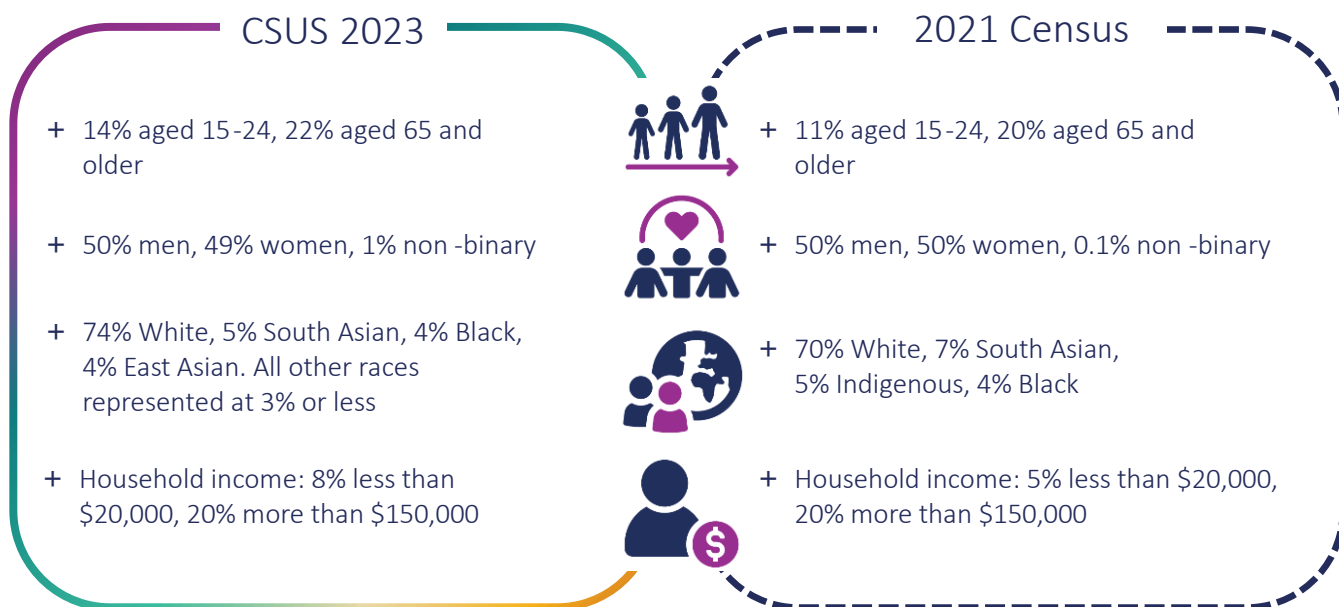 CSUS 2023
+ 14% aged 15-24, 22% aged 65 and
older
+ 50% men, 49% women, 1% non -binary
+ 74% White, 5% South Asian, 4% Black,
4% East Asian. All other races
represented at 3% or less
+ Household income: 8% less than
$20,000, 20% more than $150,000
$
2021 Census
+ 11% aged 15-24, 20% aged 65 and
older
+ 50% men, 50% women, 0.1% non -binary
+ 70% White, 7% South Asian,
5% Indigenous, 4% Black
+ Household income: 5% less than $20,000,
20% more than $150,000